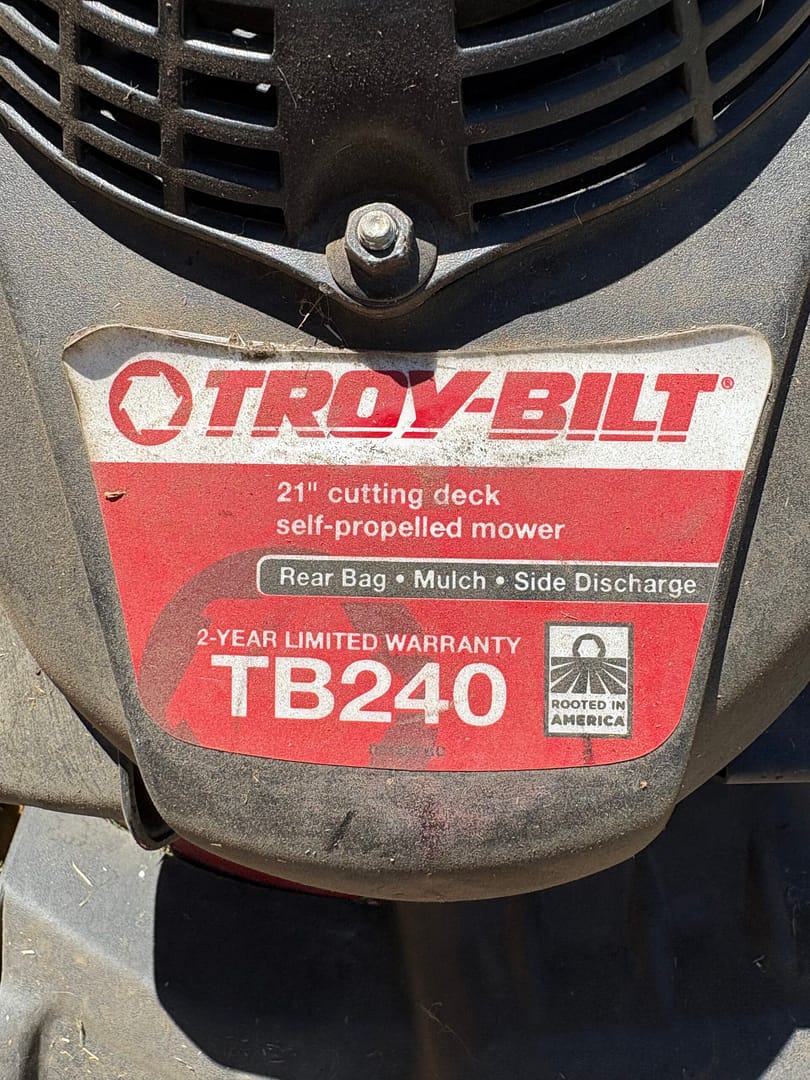 TROY-BILT®
21" cutting deck
self-propelled mower
Rear Bag • Mulch • Side Discharge
2-YEAR LIMITED WARRANTY
TB240
ROOTED IN
AMERICA